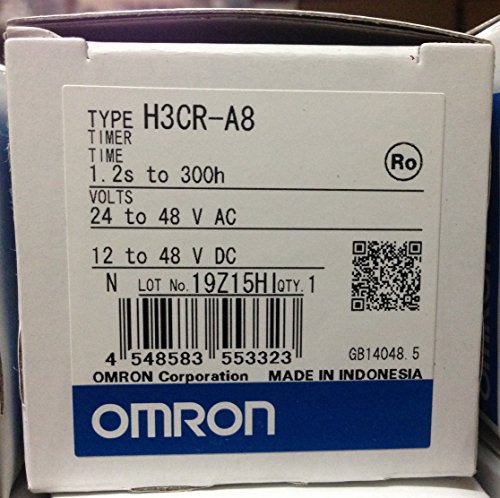 TYPE H3CR-A8
TIMER
TIME
1.2s to 300h
Ro
VOLTS
24 to 48 V AC
12 to 48 V DC
N LOT No. 19Z15HI QTY. 1
4 548583 553323
GB14048.5
OMRON Corporation MADE IN INDONESIA
OMRON